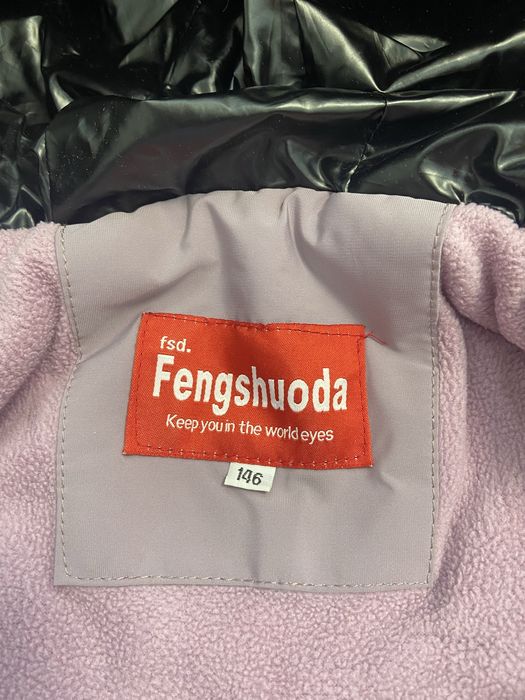 fsd.
Fengshuoda
Keep you in the world eyes
146